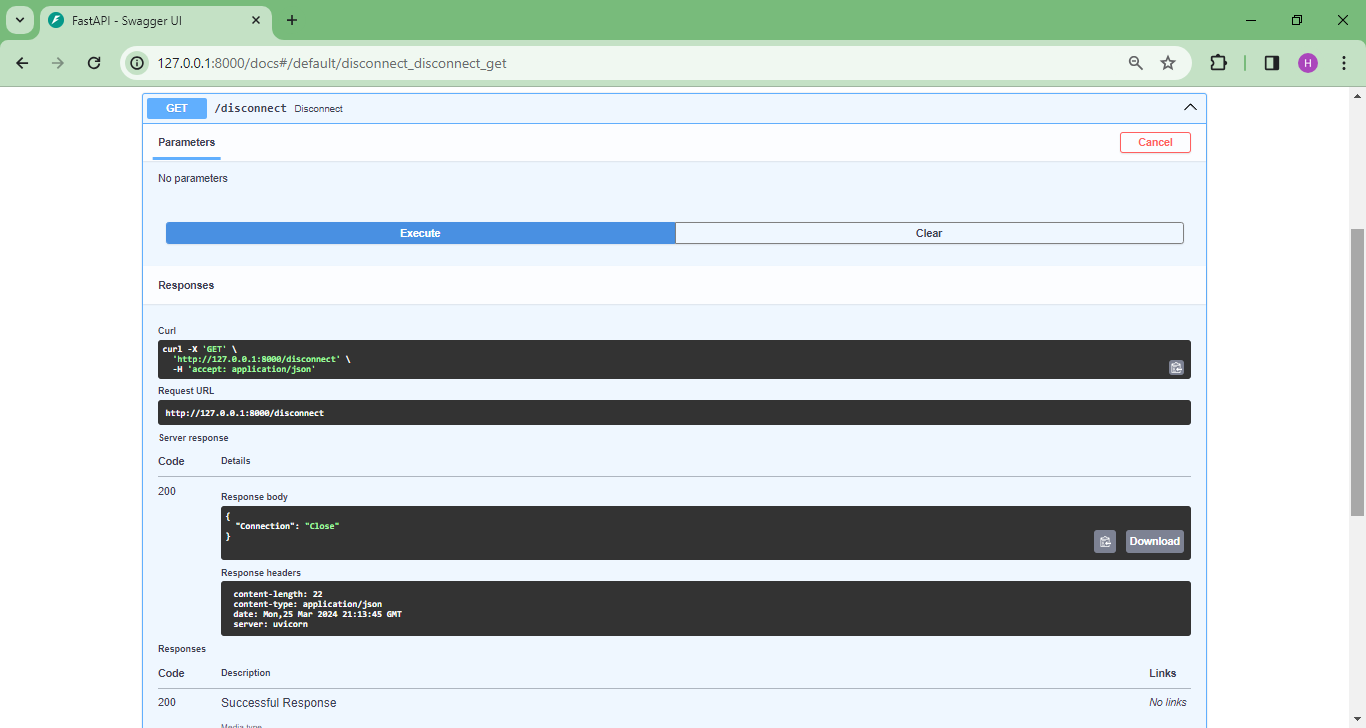 FastAPI - Swagger UI
127.0.0.1:8000/docs#/default/disconnect_disconnect_get
H
GET /disconnect Disconnect
Parameters Cancel
No parameters
Execute Clear
Responses
Curl
curl -X 'GET' \
'http://127.0.0.1:8000/disconnect' \
-H 'accept: application/json'
Request URL
http://127.0.0.1:8000/disconnect
Server response
Code Details
200
Response body
{
"Connection": "Close"
}
Download
Response headers
content-length: 22
content-type: application/json
date: Mon,25 Mar 2024 21:13:45 GMT
server: uvicorn
Responses
Code Description Links
200 Successful Response No links
Media type